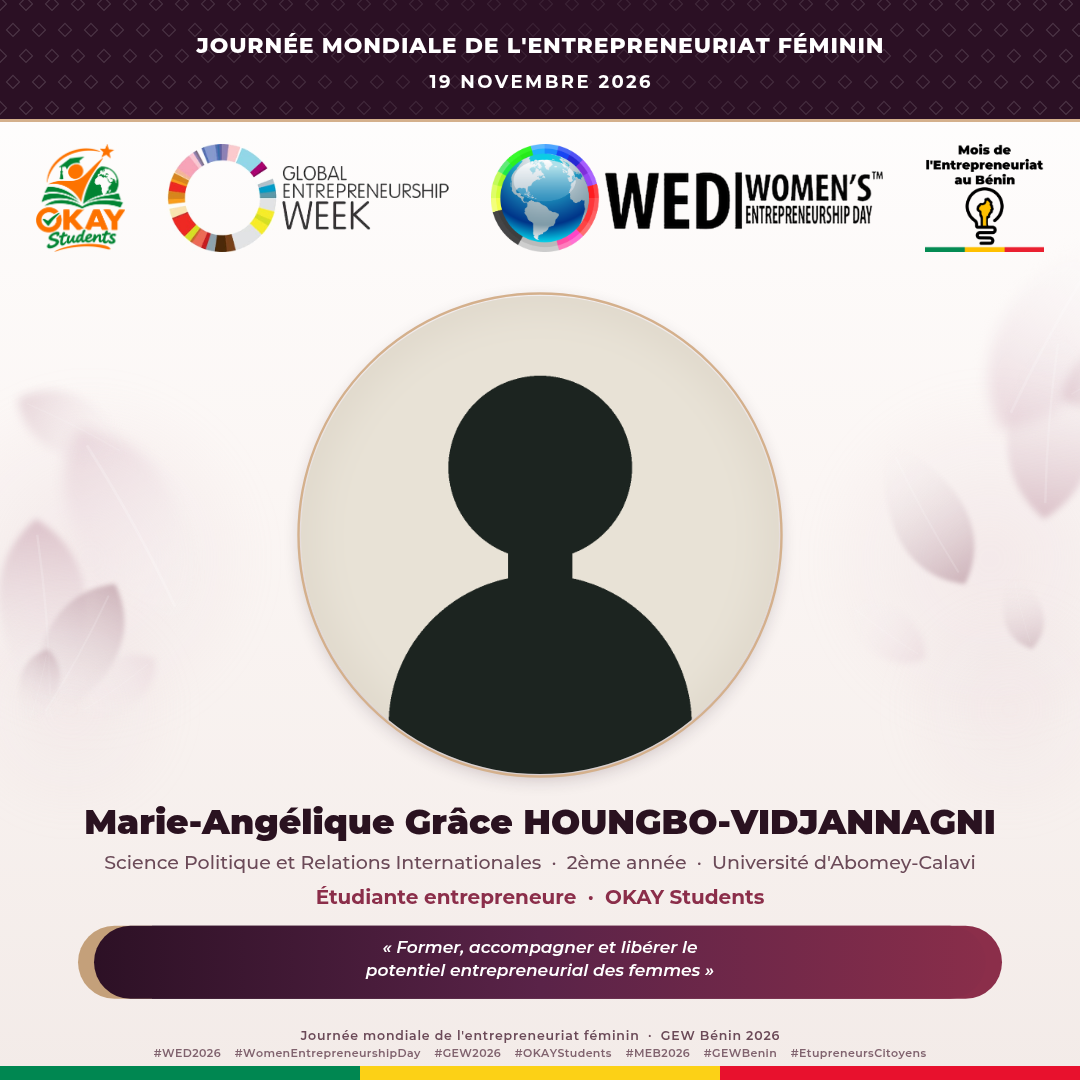 JOURNÉE MONDIALE DE L'ENTREPRENEURIAT FÉMININ
19 NOVEMBRE 2026
OKAY
Students
GLOBAL
ENTREPRENEURSHIP
WEEK
WED
WOMEN'S™
ENTREPRENEURSHIP DAY
Mois de
l'Entrepreneuriat
au Bénin
Marie-Angélique Grâce HOUNGBO-VIDJANNAGNI
Science Politique et Relations Internationales · 2ème année · Université d'Abomey-Calavi
Étudiante entrepreneure · OKAY Students
« Former, accompagner et libérer le
potentiel entrepreneurial des femmes »
Journée mondiale de l'entrepreneuriat féminin · GEW Bénin 2026
#WED2026 #WomenEntrepreneurshipDay #GEW2026 #OKAYStudents #MEB2026 #GEWBenin #EtupreneursCitoyens